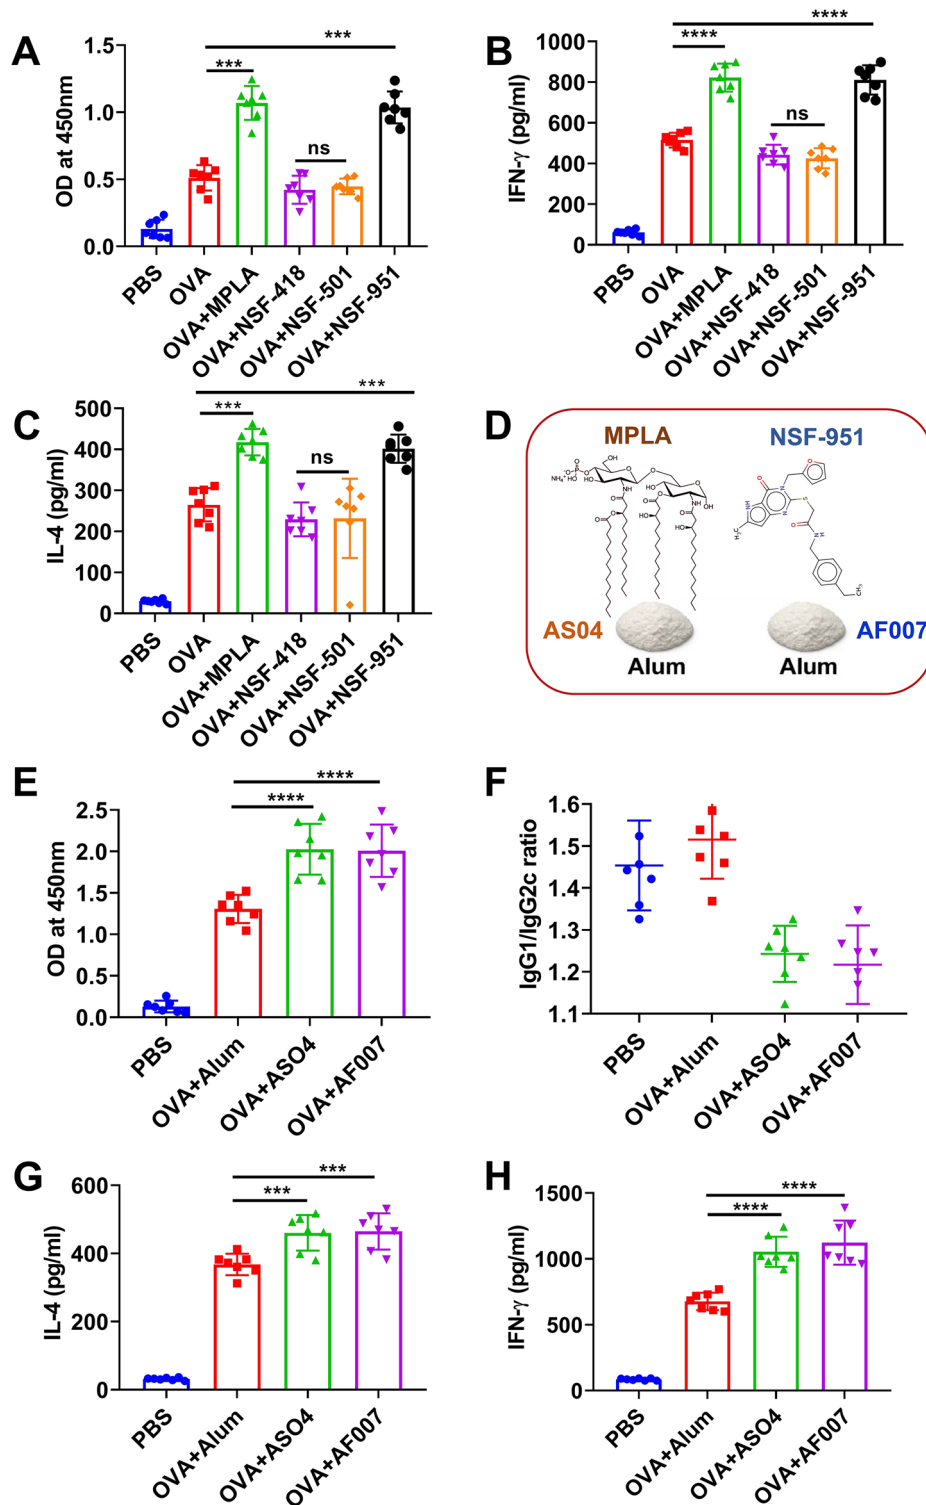 A
OD at 450nm
1.5
1.0
0.5
0.0
***
***
ns
PBS
OVA
OVA+MPLA
OVA+NSF-418
OVA+NSF-501
OVA+NSF-951
B
IFN-γ (pg/ml)
1000
800
600
400
200
0
****
****
ns
PBS
OVA
OVA+MPLA
OVA+NSF-418
OVA+NSF-501
OVA+NSF-951
C
IL-4 (pg/ml)
500
400
300
200
100
0
***
***
ns
PBS
OVA
OVA+MPLA
OVA+NSF-418
OVA+NSF-501
OVA+NSF-951
D
MPLA
NSF-951
AS04
AF007
Alum
Alum
E
OD at 450nm
2.5
2.0
1.5
1.0
0.5
0.0
****
****
PBS
OVA+Alum
OVA+ASO4
OVA+AF007
F
IgG1/IgG2c ratio
1.6
1.5
1.4
1.3
1.2
1.1
PBS
OVA+Alum
OVA+ASO4
OVA+AF007
G
IL-4 (pg/ml)
600
400
200
0
***
***
PBS
OVA+Alum
OVA+ASO4
OVA+AF007
H
IFN-γ (pg/ml)
1500
1000
500
0
****
****
PBS
OVA+Alum
OVA+ASO4
OVA+AF007